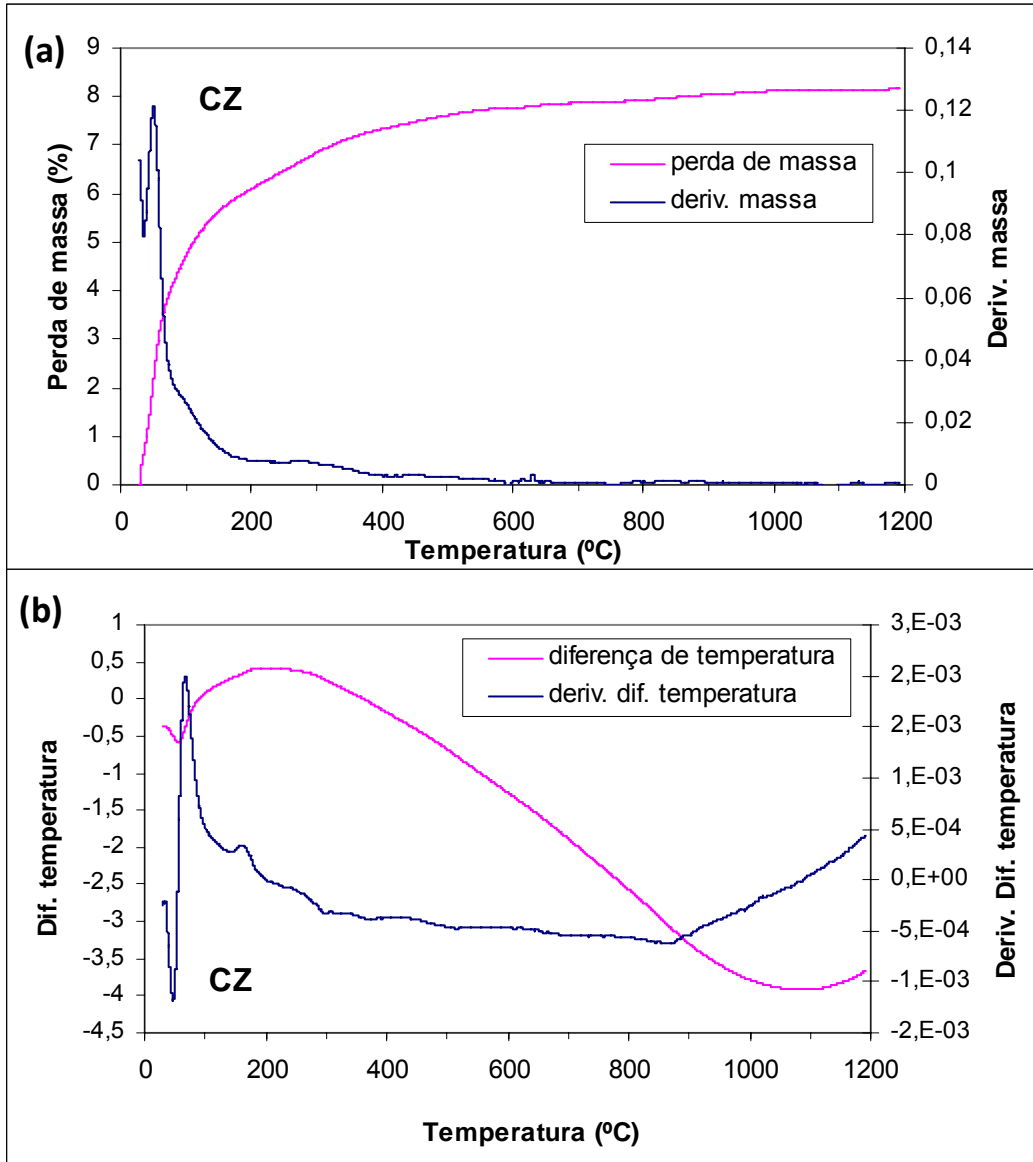 (a)
CZ
Perda de massa (%)
9
8
7
6
5
4
3
2
1
0
0,14
0,12
0,1
0,08
0,06
0,04
0,02
0
Deriv. massa
perda de massa
deriv. massa
0 200 400 600 800 1000 1200
Temperatura (ºC)
(b)
Dif. temperatura
1
0,5
0
-0,5
-1
-1,5
-2
-2,5
-3
-3,5
-4
-4,5
3,E-03
2,E-03
2,E-03
1,E-03
5,E-04
0,E+00
-5,E-04
-1,E-03
-2,E-03
Deriv. Dif. temperatura
diferença de temperatura
deriv. dif. temperatura
CZ
0 200 400 600 800 1000 1200
Temperatura (ºC)